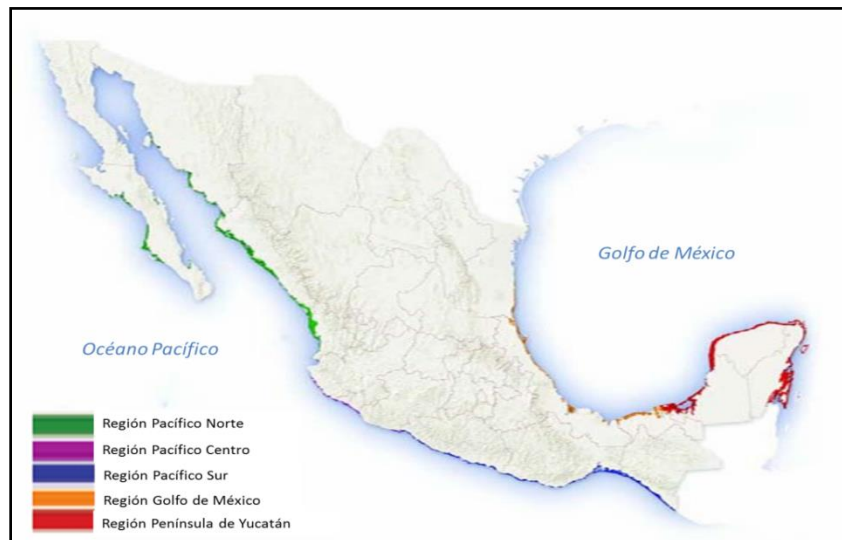 Golfo de México
Océano Pacífico
Región Pacífico Norte
Región Pacífico Centro
Región Pacífico Sur
Región Golfo de México
Región Península de Yucatán